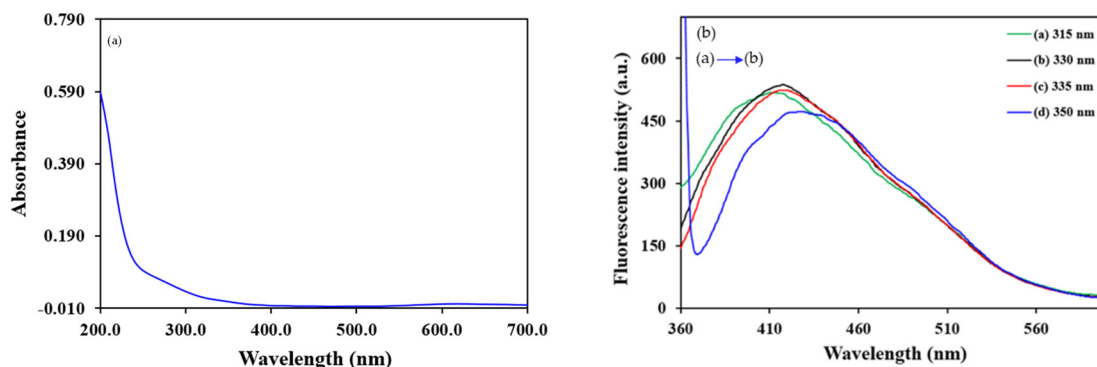 (a)
0.790
0.590
0.390
0.190
-0.010
Absorbance
200.0 300.0 400.0 500.0 600.0 700.0
Wavelength (nm)
(b)
(a) (b)
(a) 315 nm
(b) 330 nm
(c) 335 nm
(d) 350 nm
600
450
300
150
0
Fluorescence intensity (a.u.)
360 410 460 510 560
Wavelength (nm)